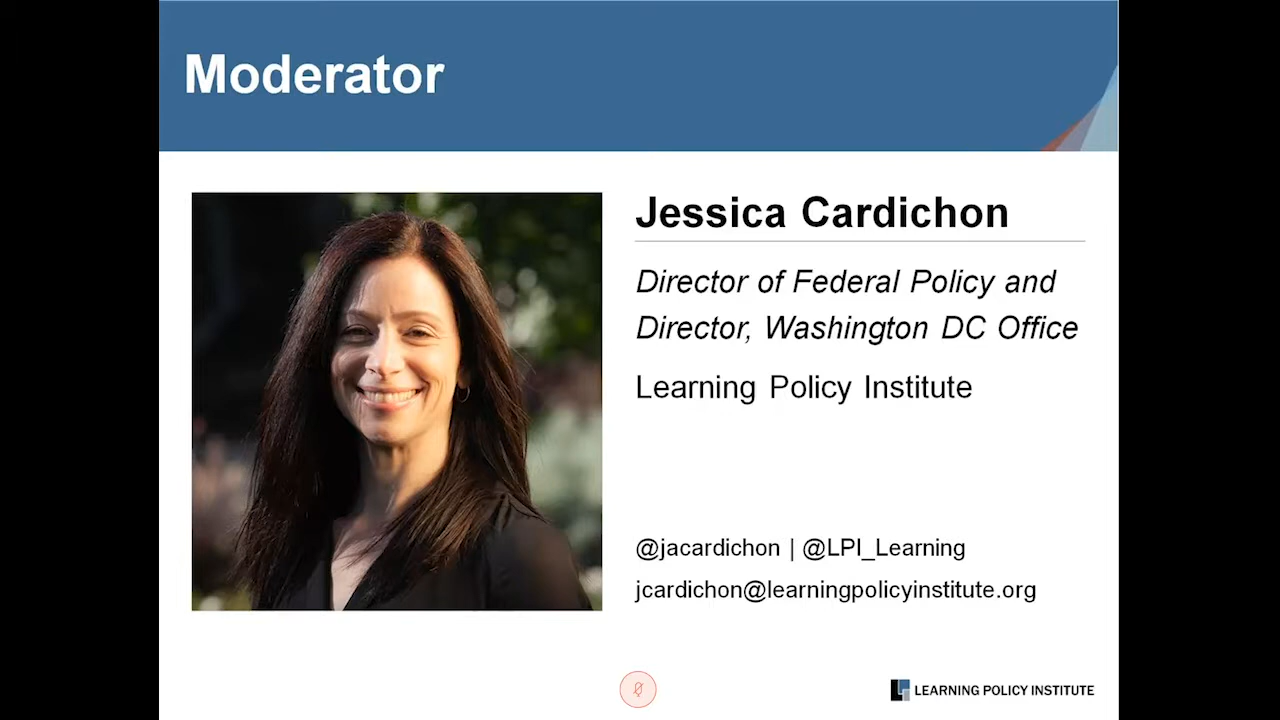 Moderator
Jessica Cardichon
Director of Federal Policy and
Director, Washington DC Office
Learning Policy Institute
@jacardichon | @LPI_Learning
jcardichon@learningpolicyinstitute.org
LEARNING POLICY INSTITUTE